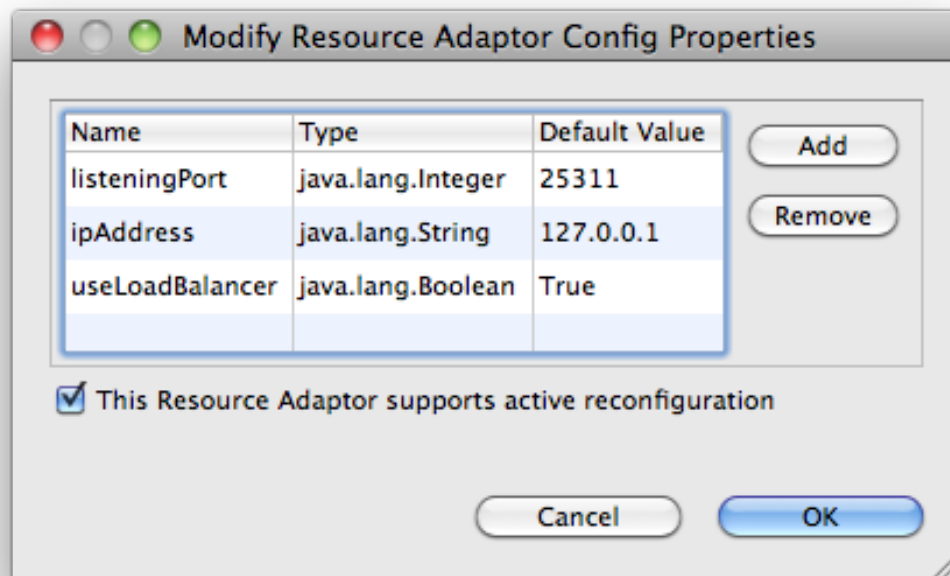 Modify Resource Adaptor Config Properties
Name Type Default Value
listeningPort java.lang.Integer 25311
ipAddress java.lang.String 127.0.0.1
useLoadBalancer java.lang.Boolean True
Add
Remove
This Resource Adaptor supports active reconfiguration
Cancel OK